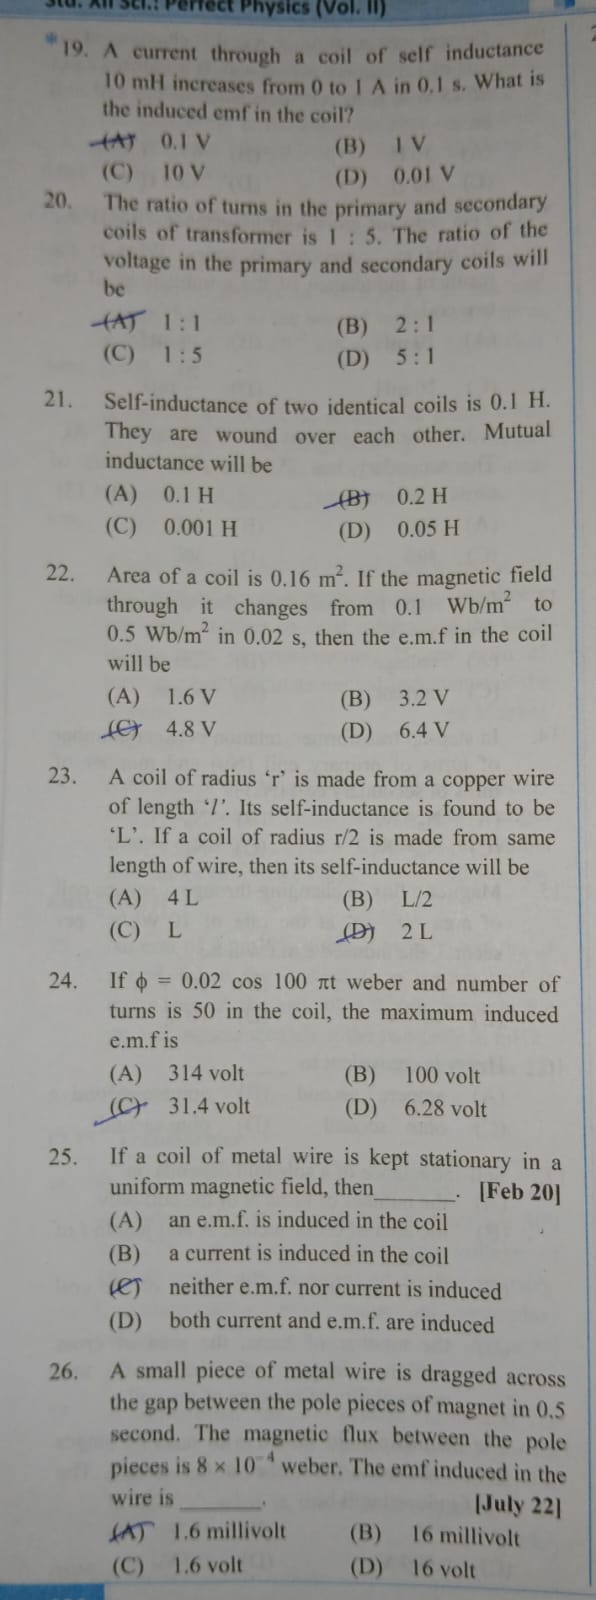 Std. XII Sci.: Perfect Physics (Vol. II)
*19. A current through a coil of self inductance
10 mH increases from 0 to 1 A in 0.1 s. What is
the induced emf in the coil?
(A) 0.1 V (B) 1 V
(C) 10 V (D) 0.01 V
20. The ratio of turns in the primary and secondary
coils of transformer is 1 : 5. The ratio of the
voltage in the primary and secondary coils will
be
(A) 1 : 1 (B) 2 : 1
(C) 1 : 5 (D) 5 : 1
21. Self-inductance of two identical coils is 0.1 H.
They are wound over each other. Mutual
inductance will be
(A) 0.1 H (B) 0.2 H
(C) 0.001 H (D) 0.05 H
22. Area of a coil is 0.16 m². If the magnetic field
through it changes from 0.1 Wb/m² to
0.5 Wb/m² in 0.02 s, then the e.m.f in the coil
will be
(A) 1.6 V (B) 3.2 V
(C) 4.8 V (D) 6.4 V
23. A coil of radius ‘r’ is made from a copper wire
of length ‘l’. Its self-inductance is found to be
‘L’. If a coil of radius r/2 is made from same
length of wire, then its self-inductance will be
(A) 4 L (B) L/2
(C) L (D) 2 L
24. If ϕ = 0.02 cos 100 πt weber and number of
turns is 50 in the coil, the maximum induced
e.m.f is
(A) 314 volt (B) 100 volt
(C) 31.4 volt (D) 6.28 volt
25. If a coil of metal wire is kept stationary in a
uniform magnetic field, then_______. [Feb 20]
(A) an e.m.f. is induced in the coil
(B) a current is induced in the coil
(C) neither e.m.f. nor current is induced
(D) both current and e.m.f. are induced
26. A small piece of metal wire is dragged across
the gap between the pole pieces of magnet in 0.5
second. The magnetic flux between the pole
pieces is 8 × 10⁻⁴ weber. The emf induced in the
wire is _______. [July 22]
(A) 1.6 millivolt (B) 16 millivolt
(C) 1.6 volt (D) 16 volt